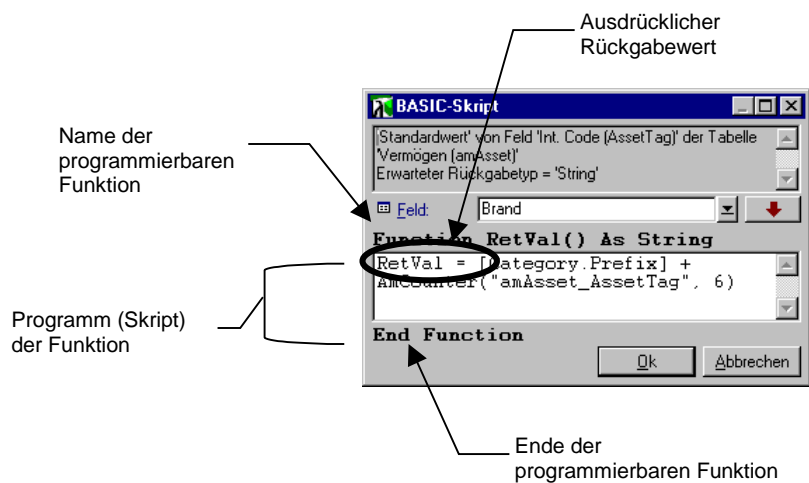 Ausdrücklicher
Rückgabewert
Name der
programmierbaren
Funktion
BASIC-Skript
'Standardwert' von Feld 'Int. Code (AssetTag)' der Tabelle
'Vermögen (amAsset)'
Erwarteter Rückgabetyp = 'String'
Feld:
Brand
Function RetVal() As String
RetVal = [Category.Prefix] +
AmCounter("amAsset_AssetTag", 6)
End Function
Ok
Abbrechen
Programm (Skript)
der Funktion
Ende der
programmierbaren Funktion